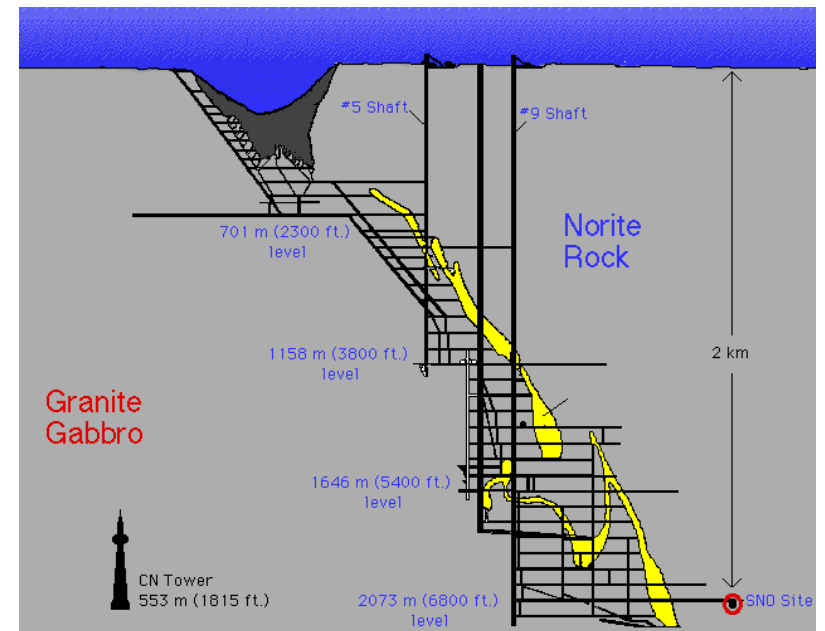 #5 Shaft
#9 Shaft
701 m (2300 ft.)
level
Norite
Rock
1158 m (3800 ft.)
level
2 km
Granite
Gabbro
1646 m (5400 ft.)
level
CN Tower
553 m (1815 ft.)
2073 m (6800 ft.)
level
SNO Site